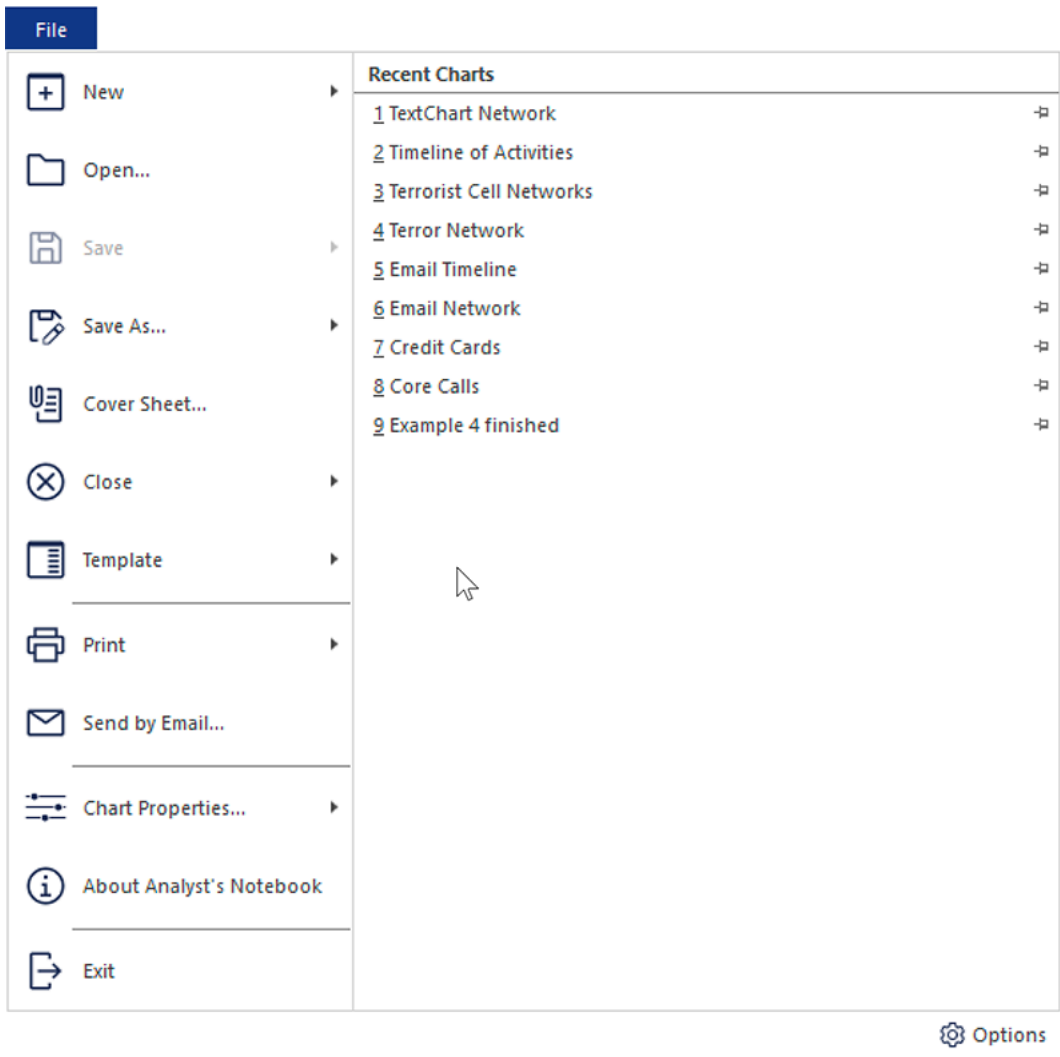 File
New
Open...
Save
Save As...
Cover Sheet...
Close
Template
Print
Send by Email...
Chart Properties...
About Analyst's Notebook
Exit
Recent Charts
1 TextChart Network
2 Timeline of Activities
3 Terrorist Cell Networks
4 Terror Network
5 Email Timeline
6 Email Network
7 Credit Cards
8 Core Calls
9 Example 4 finished
Options